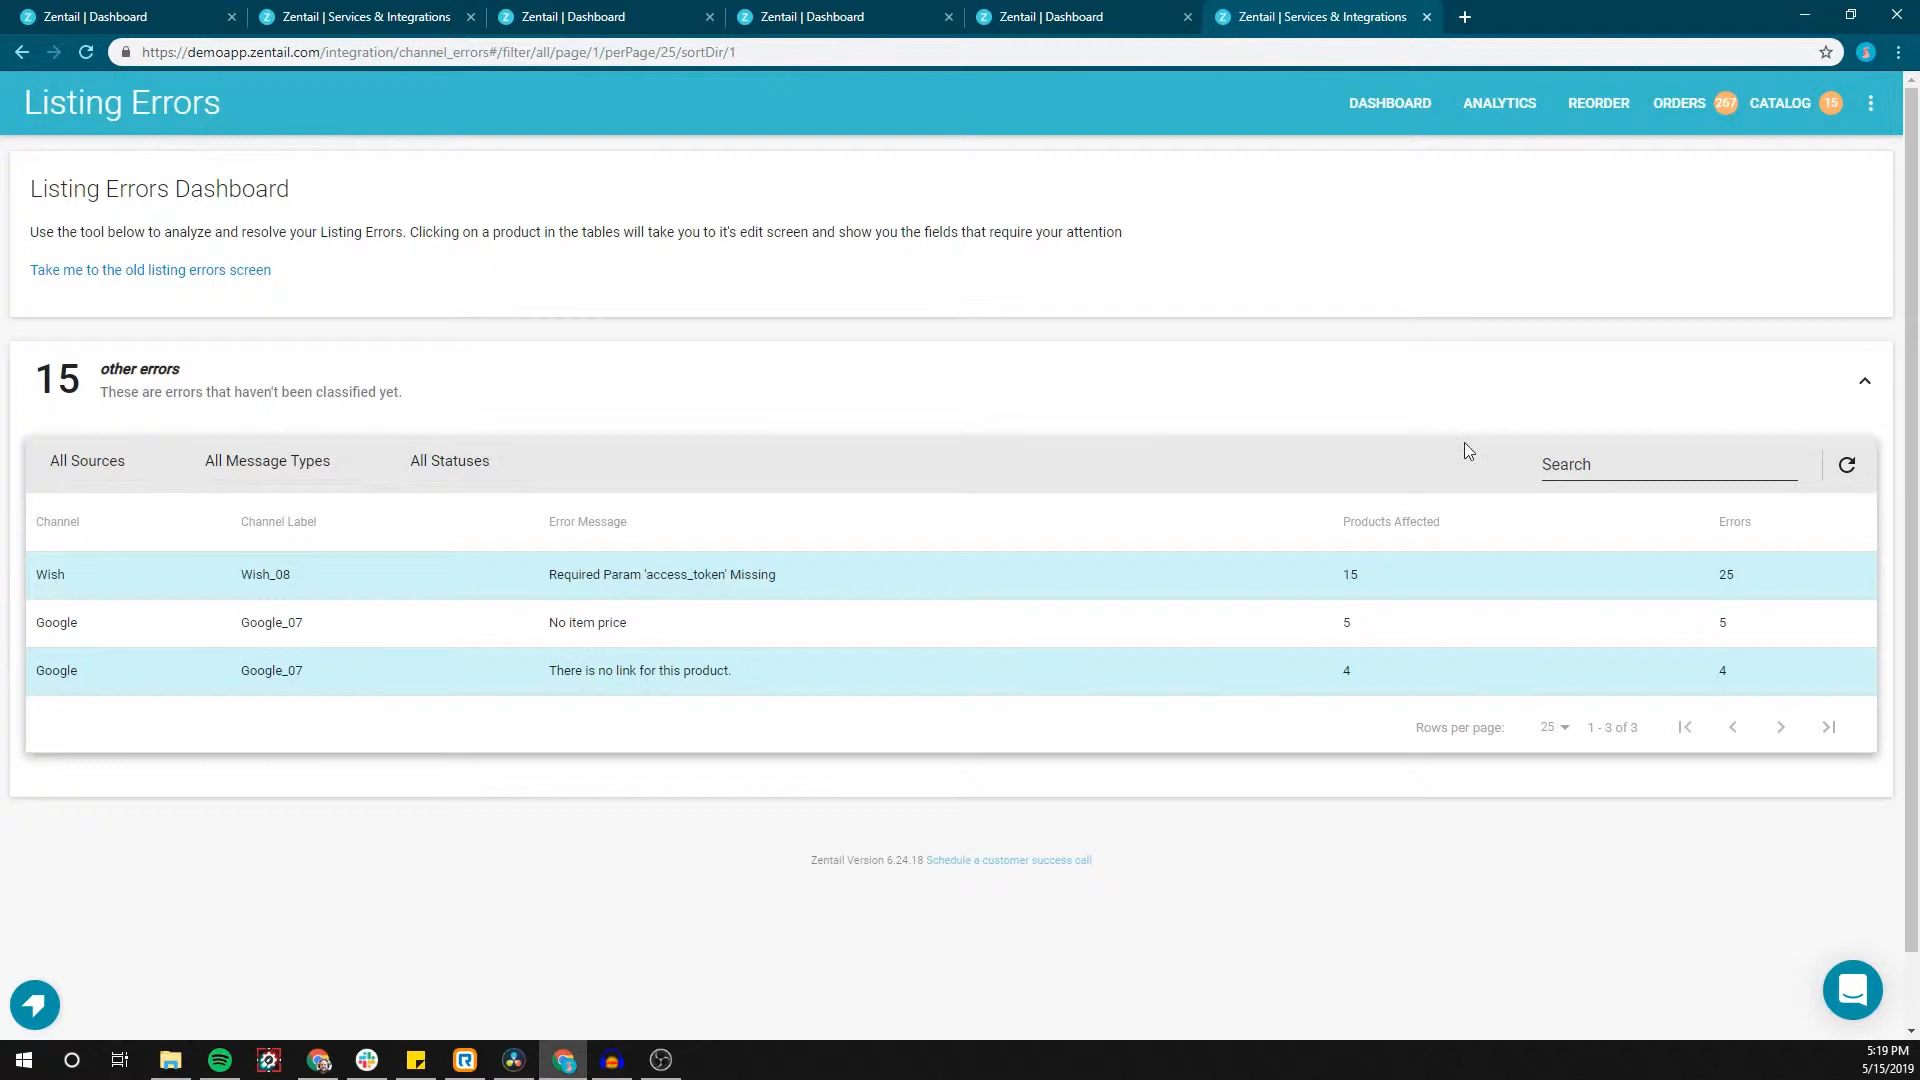 Zentail | Dashboard
Zentail | Services & Integrations
Zentail | Dashboard
Zentail | Dashboard
Zentail | Dashboard
Zentail | Services & Integrations
https://demoapp.zentail.com/integration/channel_errors#/filter/all/page/1/perPage/25/sortDir/1
Listing Errors
DASHBOARD
ANALYTICS
REORDER
ORDERS 267
CATALOG 15
Listing Errors Dashboard
Use the tool below to analyze and resolve your Listing Errors. Clicking on a product in the tables will take you to it's edit screen and show you the fields that require your attention
Take me to the old listing errors screen
15
other errors
These are errors that haven't been classified yet.
All Sources
All Message Types
All Statuses
Search
Channel Channel Label Error Message Products Affected Errors
Wish Wish_08 Required Param 'access_token' Missing 15 25
Google Google_07 No item price 5 5
Google Google_07 There is no link for this product. 4 4
Rows per page: 25 1 - 3 of 3
Zentail Version 6.24.18 Schedule a customer success call
5:19 PM
5/15/2019